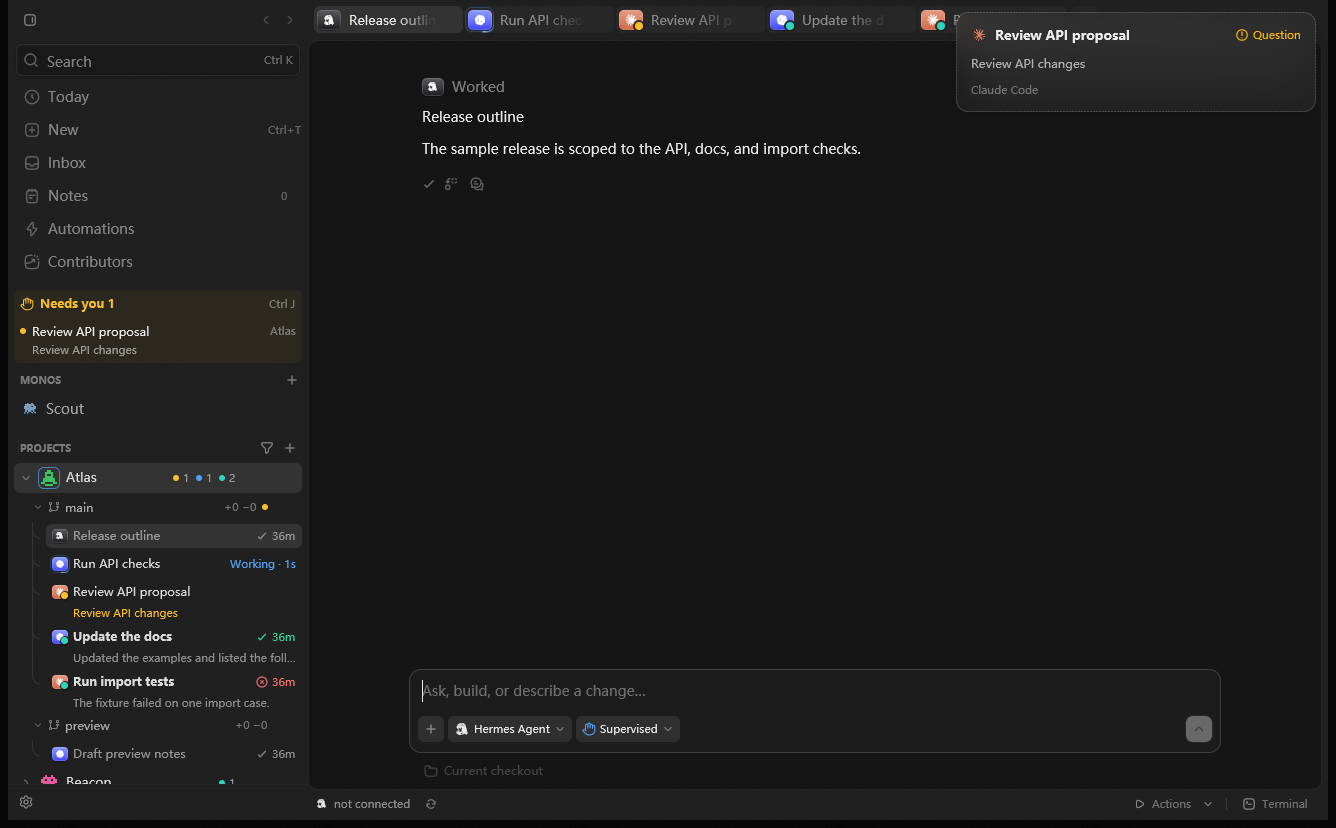 Release outlin
Run API chec
Review API p
Update the d
Search
Ctrl K
Today
New
Ctrl+T
Inbox
Notes
0
Automations
Contributors
Needs you 1
Ctrl J
Review API proposal
Atlas
Review API changes
MONOS
Scout
PROJECTS
Atlas
1 1 2
main
+0 −0
Release outline
36m
Run API checks
Working · 1s
Review API proposal
Review API changes
Update the docs
36m
Updated the examples and listed the foll...
Run import tests
36m
The fixture failed on one import case.
preview
+0 −0
Draft preview notes
36m
Beacon
1
Worked
Release outline
The sample release is scoped to the API, docs, and import checks.
Review API proposal
Question
Review API changes
Claude Code
Ask, build, or describe a change...
Hermes Agent
Supervised
Current checkout
not connected
Actions
Terminal